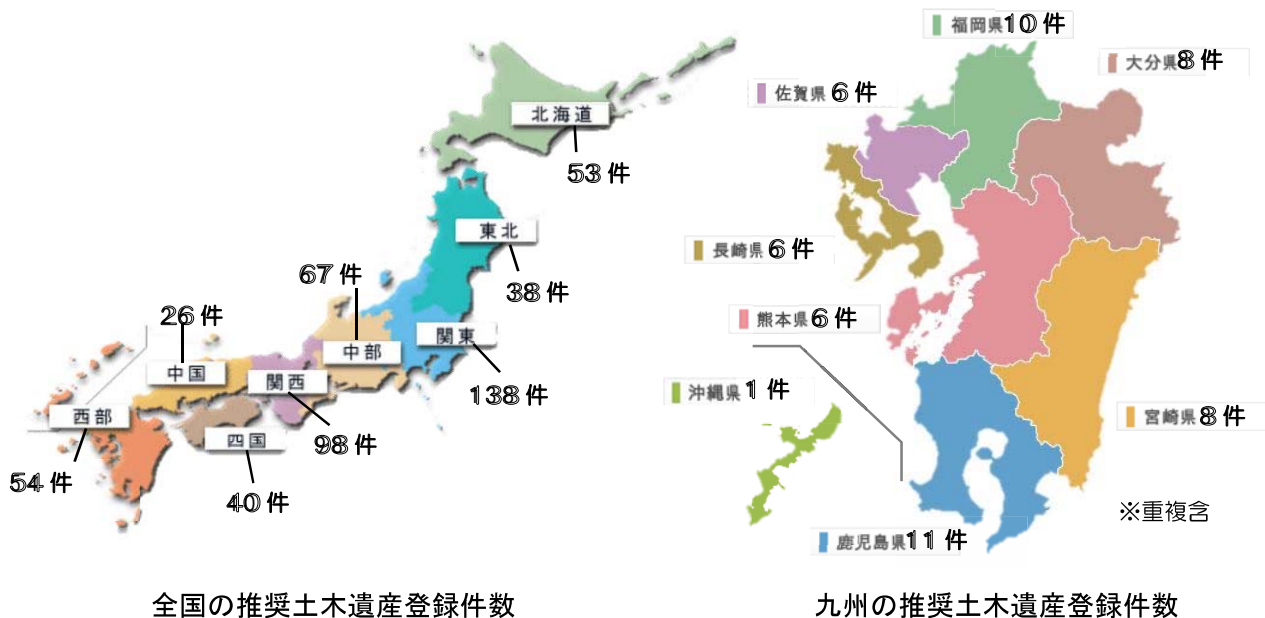 北海道
53 件
東北
38 件
67 件
中部
関東
138 件
26 件
中国
関西
98 件
西部
54 件
四国
40 件
全国の推奨土木遺産登録件数
福岡県10 件
大分県8 件
佐賀県 6 件
長崎県 6 件
熊本県 6 件
沖縄県 1 件
宮崎県 8 件
鹿児島県11 件
※重複含
九州の推奨土木遺産登録件数